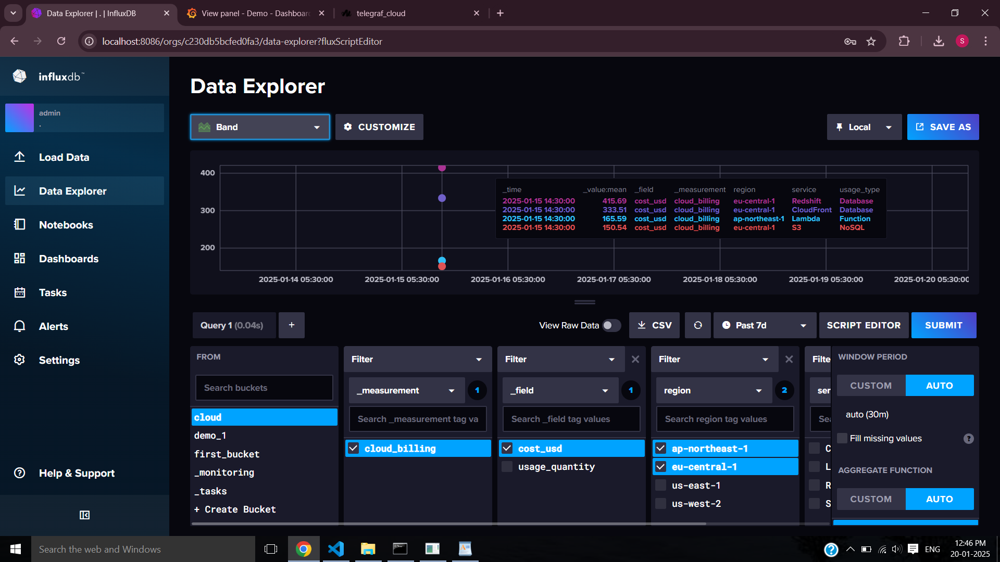 Data Explorer | . | InfluxDB
View panel - Demo - Dashboar
telegraf_cloud
localhost:8086/orgs/c230db5bcfed0fa3/data-explorer?fluxScriptEditor
S
influxdb™
admin
.
Load Data
Data Explorer
Notebooks
Dashboards
Tasks
Alerts
Settings
Help & Support
Data Explorer
Band
CUSTOMIZE
Local
SAVE AS
400
300
200
_time _value:mean _field _measurement region service usage_type
2025-01-15 14:30:00 415.69 cost_usd cloud_billing eu-central-1 Redshift Database
2025-01-15 14:30:00 333.51 cost_usd cloud_billing eu-central-1 CloudFront Database
2025-01-15 14:30:00 165.59 cost_usd cloud_billing ap-northeast-1 Lambda Function
2025-01-15 14:30:00 150.54 cost_usd cloud_billing eu-central-1 S3 NoSQL
2025-01-14 05:30:00 2025-01-15 05:30:00 2025-01-16 05:30:00 2025-01-17 05:30:00 2025-01-18 05:30:00 2025-01-19 05:30:00 2025-01-20 05:30:00
Query 1 (0.04s)
+
View Raw Data
CSV
Past 7d
SCRIPT EDITOR
SUBMIT
FROM
Search buckets
cloud
demo_1
first_bucket
_monitoring
_tasks
+ Create Bucket
Filter
_measurement
1
Search _measurement tag va
cloud_billing
Filter
_field
1
Search _field tag values
cost_usd
usage_quantity
Filter
region
2
Search region tag values
ap-northeast-1
eu-central-1
us-east-1
us-west-2
Filte
ser
Sea
C
L
R
S
WINDOW PERIOD
CUSTOM
AUTO
auto (30m)
Fill missing values
?
AGGREGATE FUNCTION
CUSTOM
AUTO
Search the web and Windows
?
ENG
12:46 PM
20-01-2025